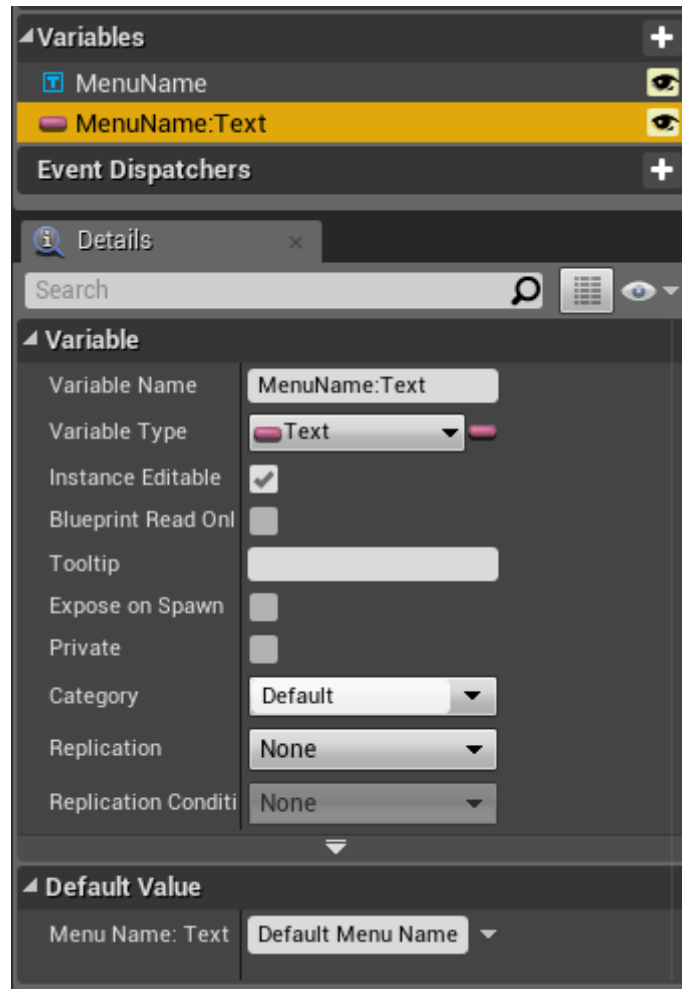 Variables
MenuName
MenuName:Text
Event Dispatchers
Details
Search
Variable
Variable Name MenuName:Text
Variable Type Text
Instance Editable
Blueprint Read Onl
Tooltip
Expose on Spawn
Private
Category Default
Replication None
Replication Conditi None
Default Value
Menu Name: Text Default Menu Name